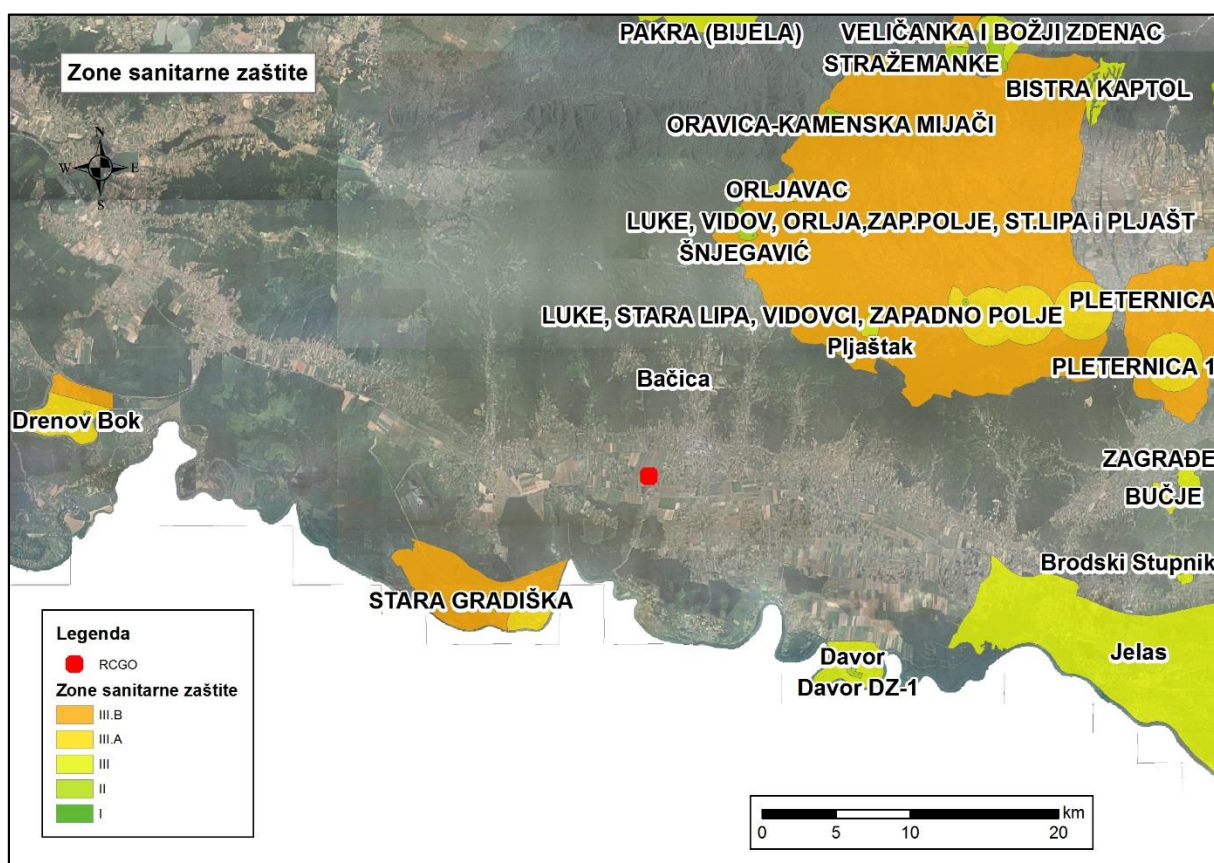 PAKRA (BIJELA)
VELIČANKA I BOŽJI ZDENAC
Zone sanitarne zaštite
STRAŽEMANKE
BISTRA KAPTOL
ORAVICA-KAMENSKA MIJAČI
N
W E
S
ORLJAVAC
LUKE, VIDOV, ORLJA,ZAP.POLJE, ST.LIPA i PLJAŠT
ŠNJEGAVIĆ
PLETERNICA
LUKE, STARA LIPA, VIDOVCI, ZAPADNO POLJE
Pljaštak
PLETERNICA 1
Bačica
Drenov Bok
ZAGRAĐE
BUČJE
Brodski Stupnik
STARA GRADIŠKA
Jelas
Davor
Davor DZ-1
Legenda
RCGO
Zone sanitarne zaštite
III.B
III.A
III
II
I
km
0 5 10 20